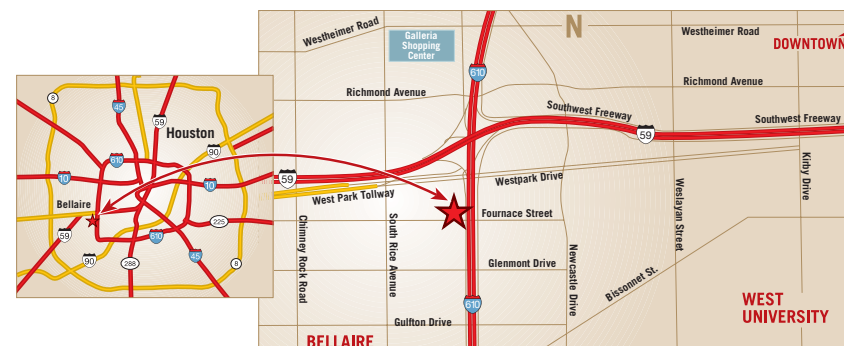 Westheimer Road
Galleria
Shopping
Center
N
Westheimer Road
DOWNTOWN
610
Richmond Avenue
Richmond Avenue
Southwest Freeway
Southwest Freeway
59
59
Westpark Drive
West Park Tollway
Kirby Drive
Fournace Street
Weslayan Street
Chimney Rock Road
South Rice Avenue
Newcastle Drive
Glenmont Drive
Bissonnet St.
610
WEST
UNIVERSITY
Gulfton Drive
BELLAIRE
8
45
59
Houston
90
610
10
10
Bellaire
225
59
610
90
288
45
8